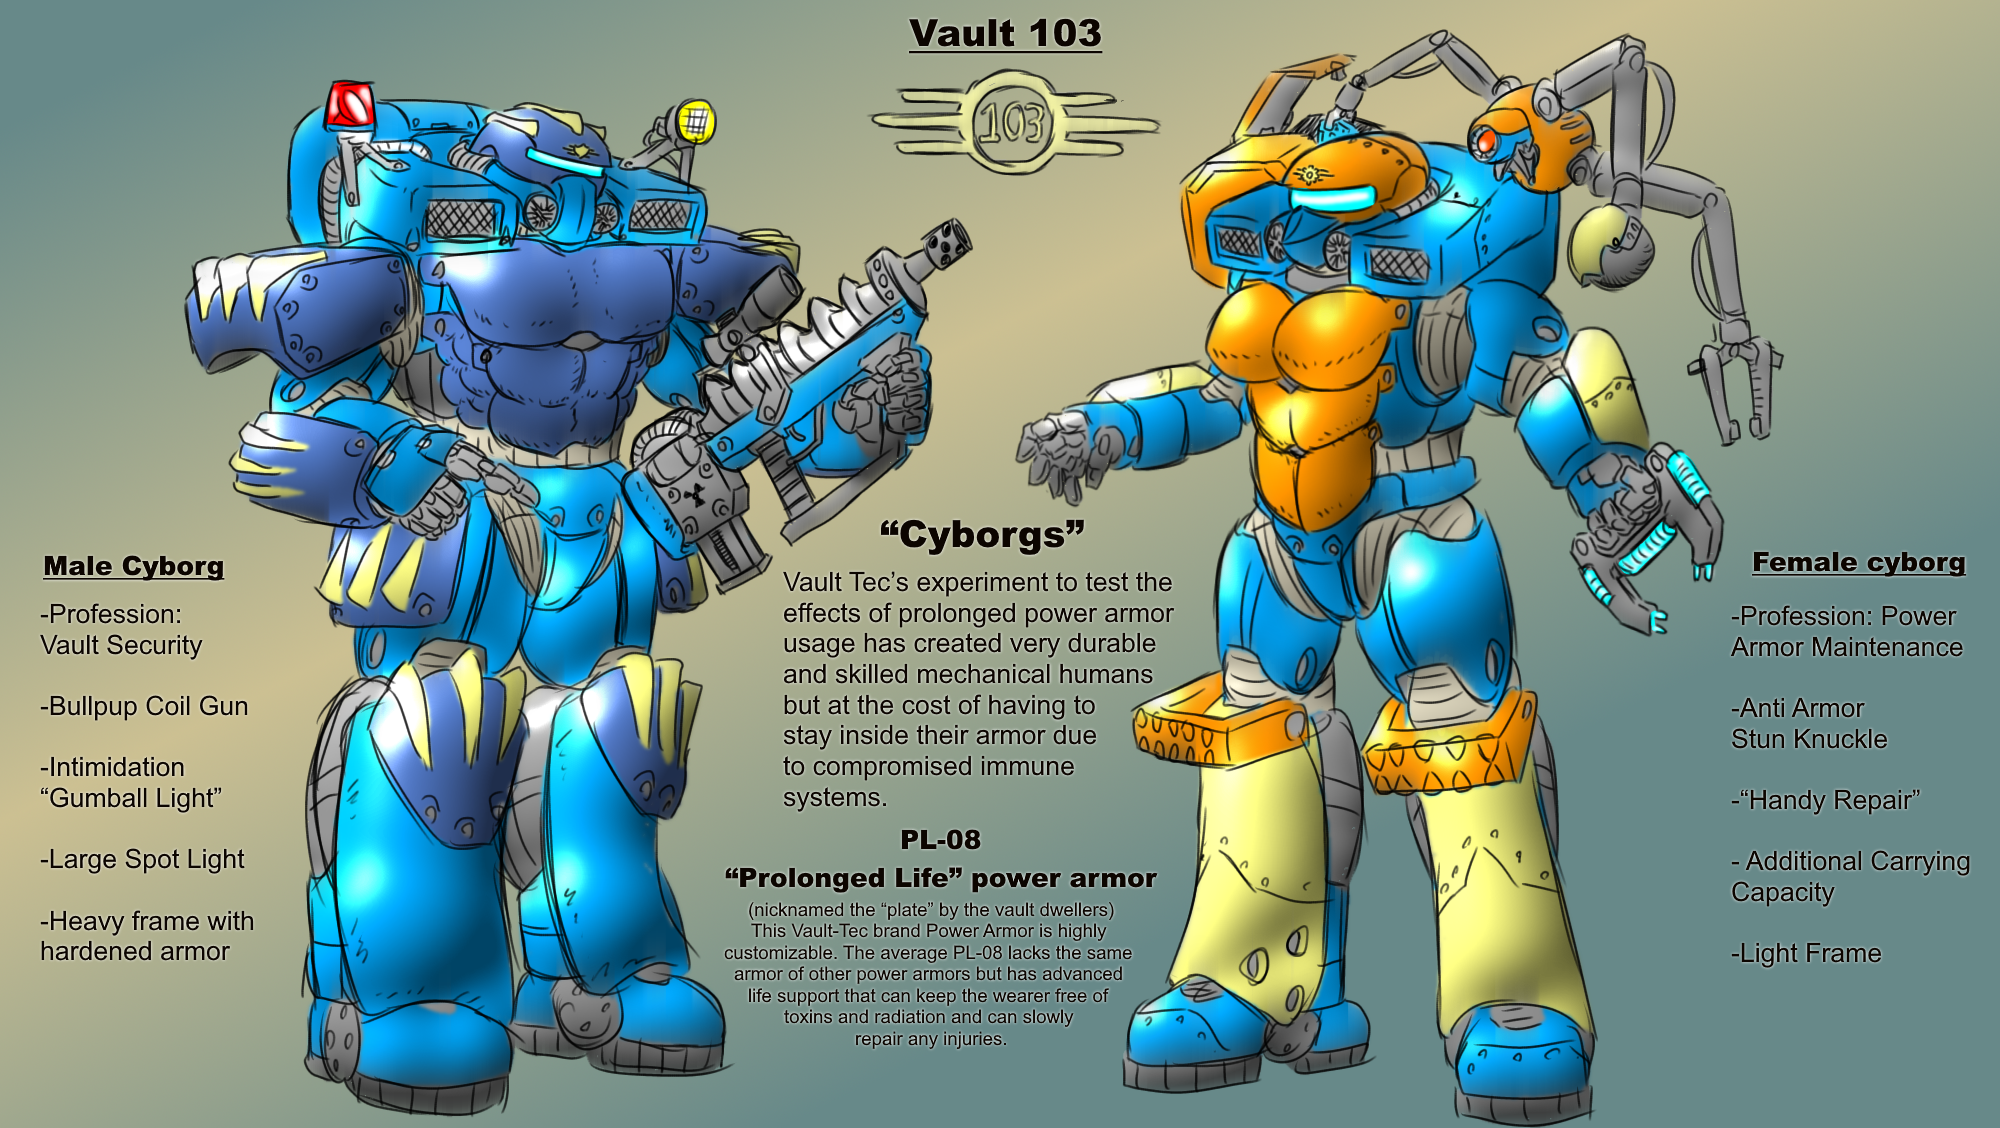 Vault 103
103
"Cyborgs"
Vault Tec's experiment to test the
effects of prolonged power armor
usage has created very durable
and skilled mechanical humans
but at the cost of having to
stay inside their armor due
to compromised immune
systems.
PL-08
"Prolonged Life" power armor
(nicknamed the "plate" by the vault dwellers)
This Vault-Tec brand Power Armor is highly
customizable. The average PL-08 lacks the same
armor of other power armors but has advanced
life support that can keep the wearer free of
toxins and radiation and can slowly
repair any injuries.
Male Cyborg
-Profession:
Vault Security
-Bullpup Coil Gun
-Intimidation
"Gumball Light"
-Large Spot Light
-Heavy frame with
hardened armor
Female cyborg
-Profession: Power
Armor Maintenance
-Anti Armor
Stun Knuckle
-"Handy Repair"
- Additional Carrying
Capacity
-Light Frame